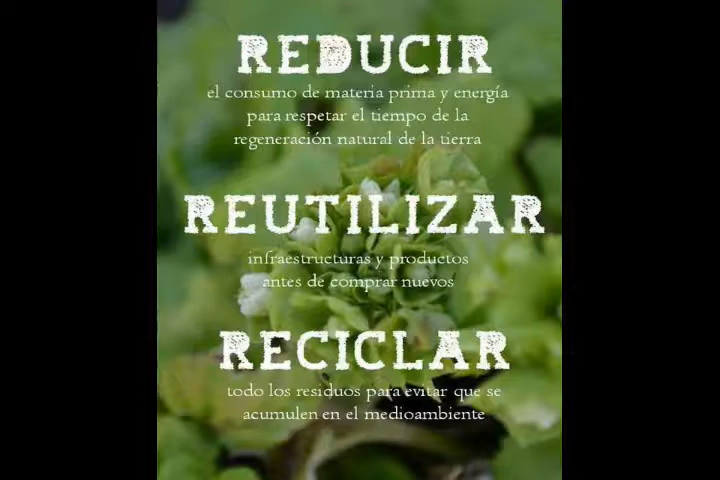 REDUCIR
el consumo de materia prima y energía
para respetar el tiempo de la
regeneración natural de la tierra
REUTILIZAR
infraestructuras y productos
antes de comprar nuevos
RECICLAR
todo los residuos para evitar que se
acumulen en el medioambiente